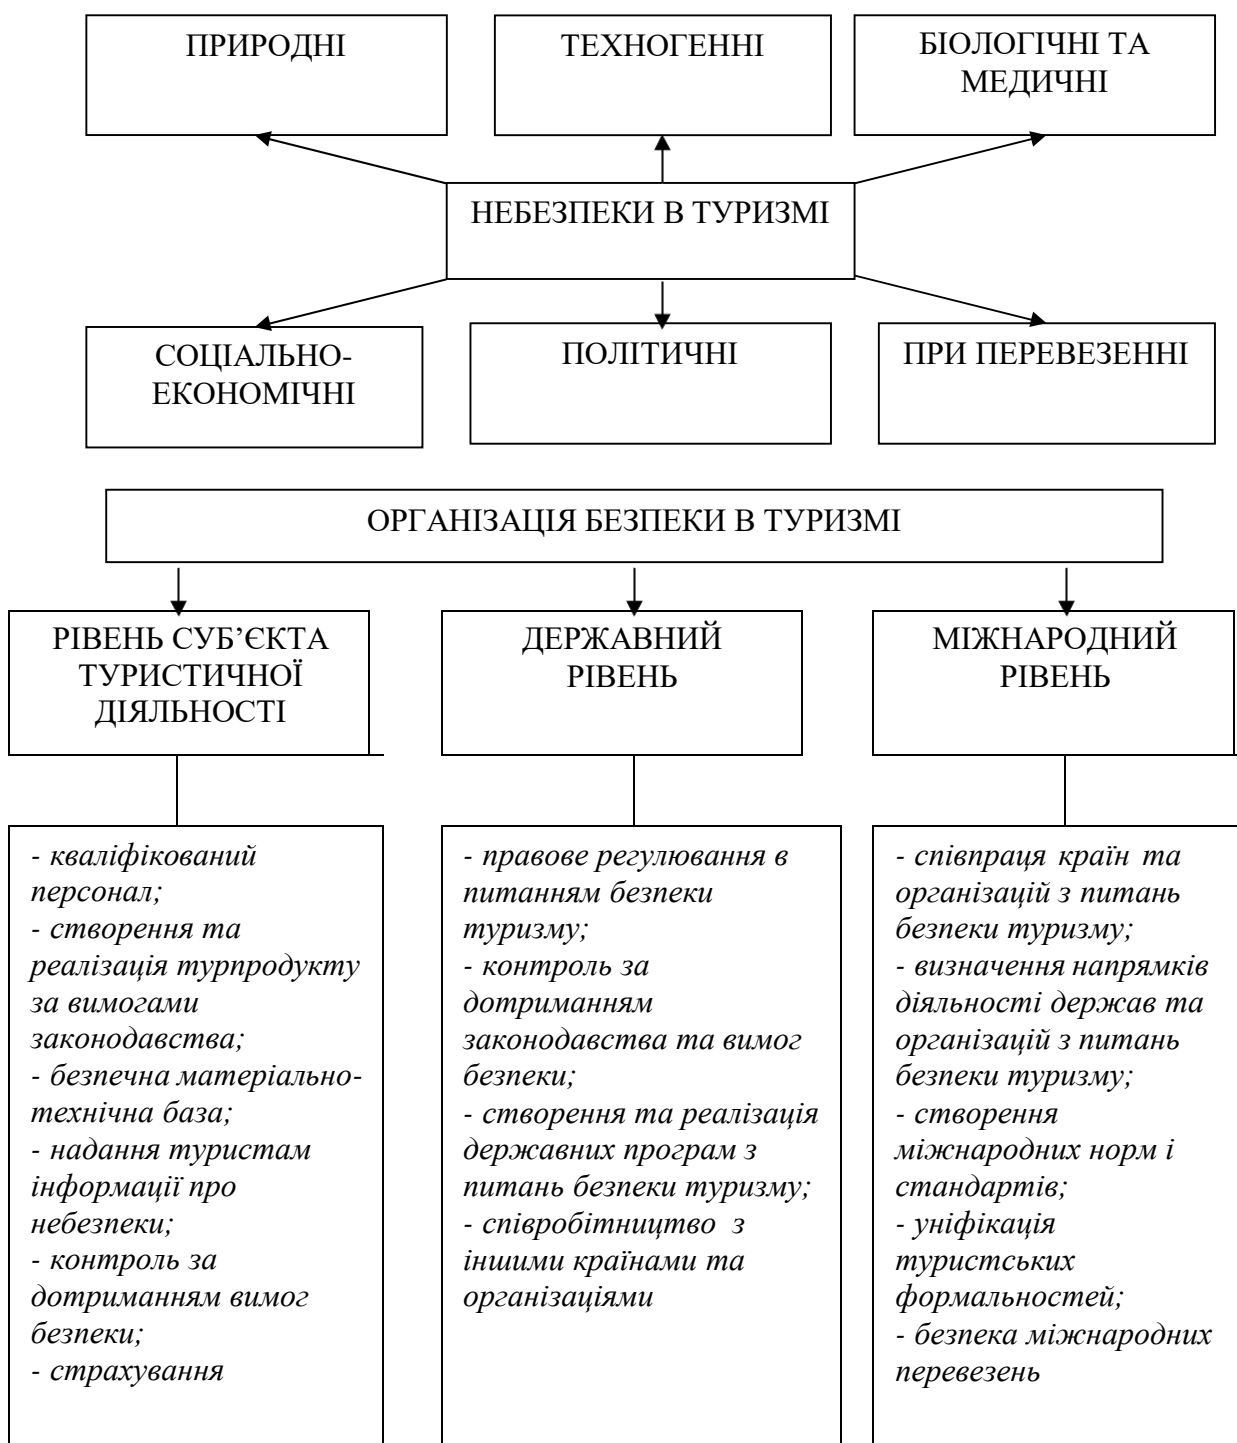 ПРИРОДНІ
ТЕХНОГЕННІ
БІОЛОГІЧНІ ТА
МЕДИЧНІ
НЕБЕЗПЕКИ В ТУРИЗМІ
СОЦІАЛЬНО-
ЕКОНОМІЧНІ
ПОЛІТИЧНІ
ПРИ ПЕРЕВЕЗЕННІ
ОРГАНІЗАЦІЯ БЕЗПЕКИ В ТУРИЗМІ
РІВЕНЬ СУБ’ЄКТА
ТУРИСТИЧНОЇ
ДІЯЛЬНОСТІ
ДЕРЖАВНИЙ
РІВЕНЬ
МІЖНАРОДНИЙ
РІВЕНЬ
- кваліфікований
персонал;
- створення та
реалізація турпродукту
за вимогами
законодавства;
- безпечна матеріально-
технічна база;
- надання туристам
інформації про
небезпеки;
- контроль за
дотриманням вимог
безпеки;
- страхування
- правове регулювання в
питанням безпеки
туризму;
- контроль за
дотриманням
законодавства та вимог
безпеки;
- створення та реалізація
державних програм з
питань безпеки туризму;
- співробітництво з
іншими країнами та
організаціями
- співпраця країн та
організацій з питань
безпеки туризму;
- визначення напрямків
діяльності держав та
організацій з питань
безпеки туризму;
- створення
міжнародних норм і
стандартів;
- уніфікація
туристських
формальностей;
- безпека міжнародних
перевезень